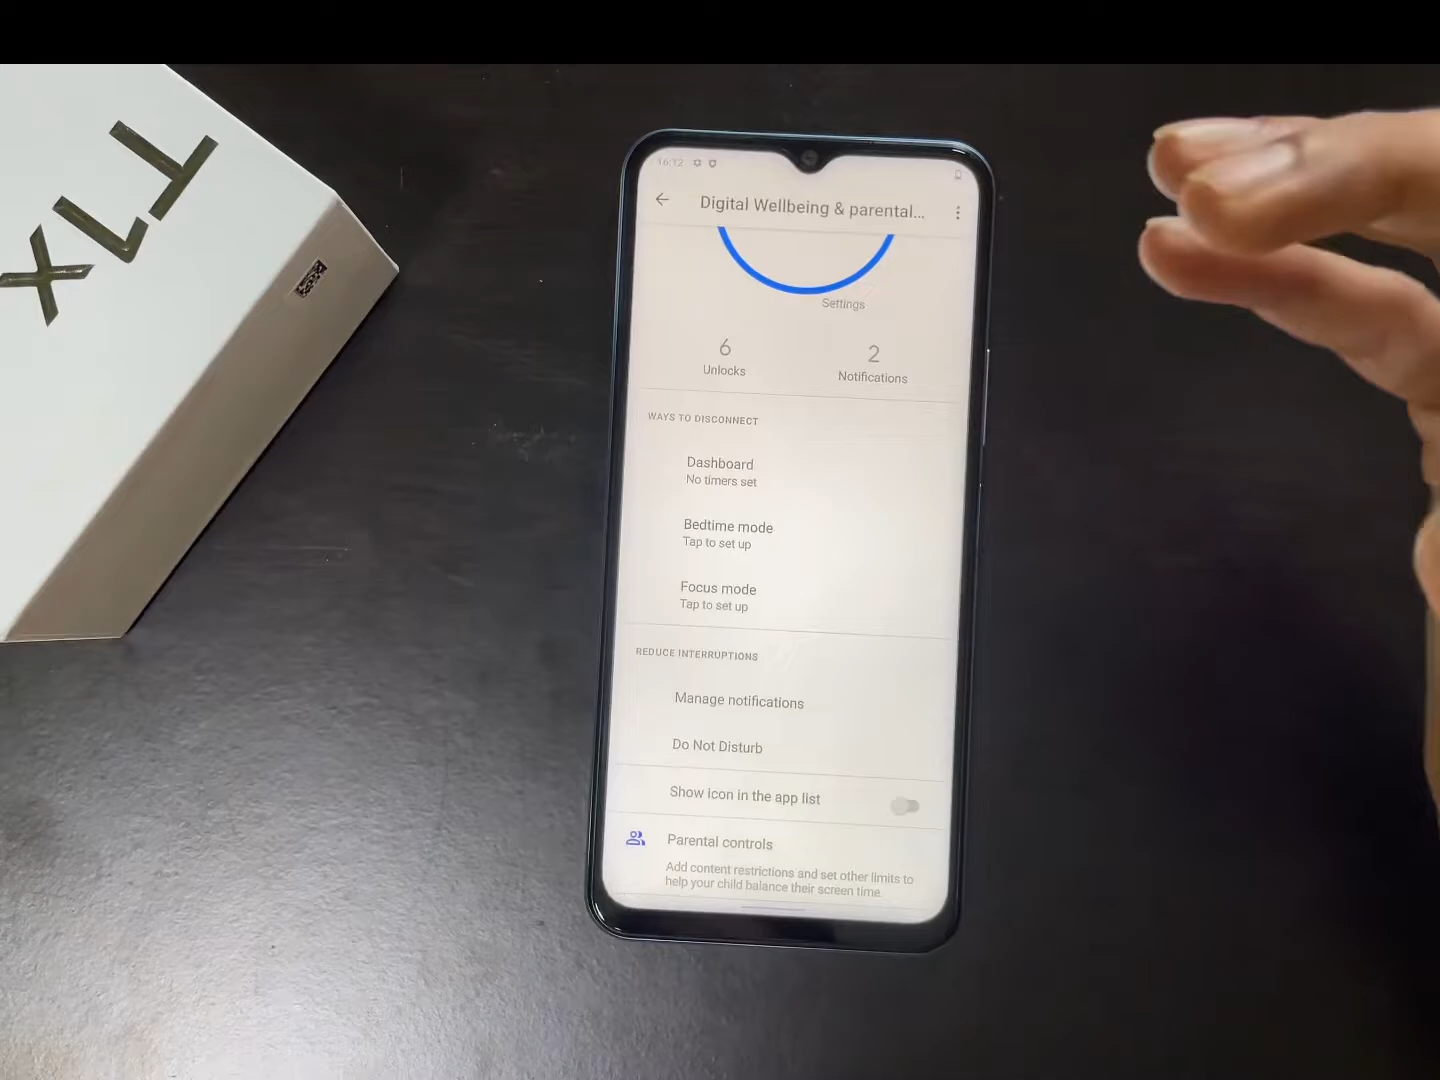 TLX
16:12
Digital Wellbeing & parental...
Settings
6
Unlocks
2
Notifications
WAYS TO DISCONNECT
Dashboard
No timers set
Bedtime mode
Tap to set up
Focus mode
Tap to set up
REDUCE INTERRUPTIONS
Manage notifications
Do Not Disturb
Show icon in the app list
Parental controls
Add content restrictions and set other limits to
help your child balance their screen time.